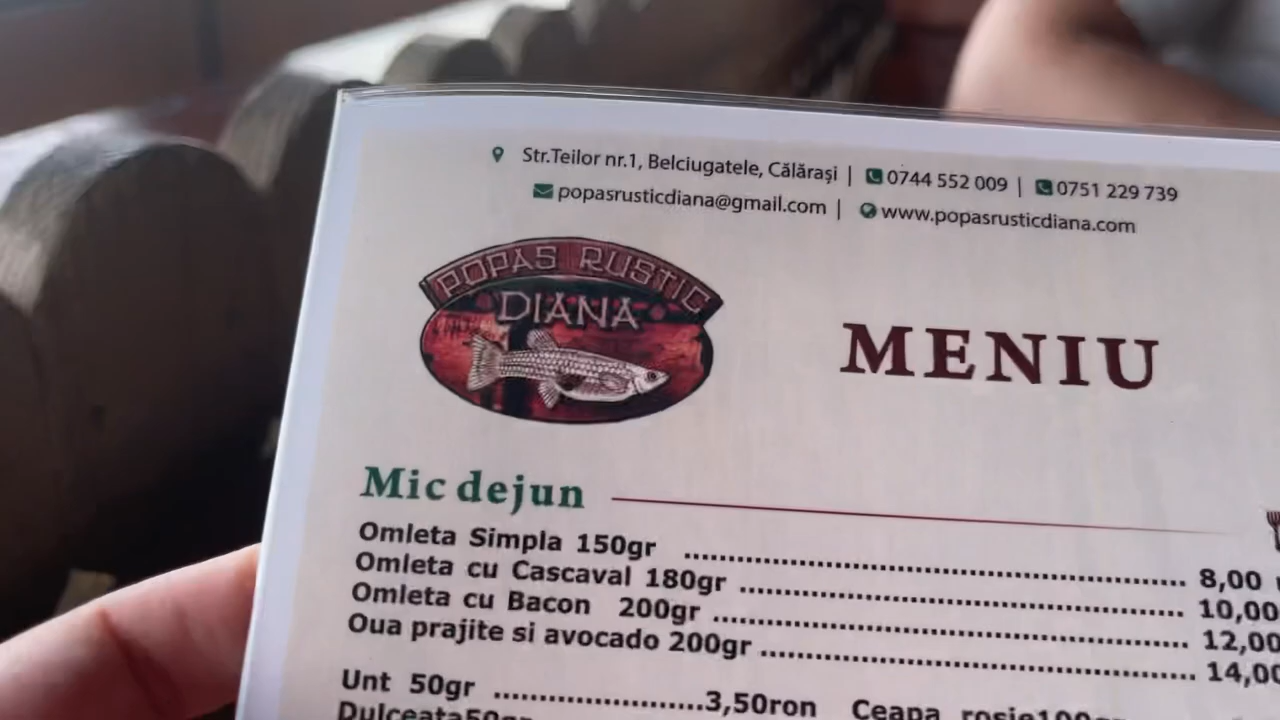 Str.Teilor nr.1, Belciugatele, Călărași | 0744 552 009 | 0751 229 739
popasrusticdiana@gmail.com | www.popasrusticdiana.com
POPAS RUSTIC
DIANA
MENIU
Mic dejun
Omleta Simpla 150gr ........................................ 8,00
Omleta cu Cascaval 180gr ........................................ 10,00
Omleta cu Bacon 200gr ........................................ 12,00
Oua prajite si avocado 200gr ........................................ 14,00
Unt 50gr ........................3,50ron Ceapa rosie100gr
Dulceata50gr